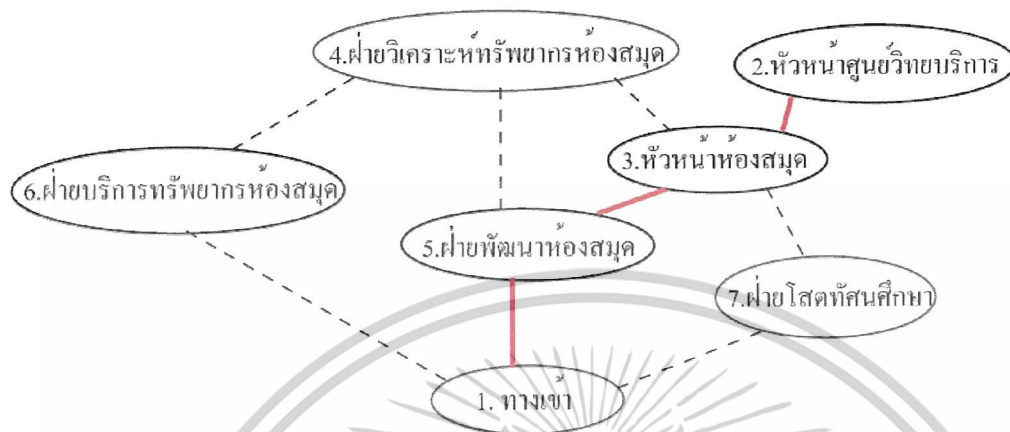 4.ฝ่ายวิเคราะห์ทรัพยากรห้องสมุด
2.หัวหน้าศูนย์วิทยบริการ
3.หัวหน้าห้องสมุด
6.ฝ่ายบริการทรัพยากรห้องสมุด
5.ฝ่ายพัฒนาห้องสมุด
7.ฝ่ายโสตทัศนศึกษา
1. ทางเข้า